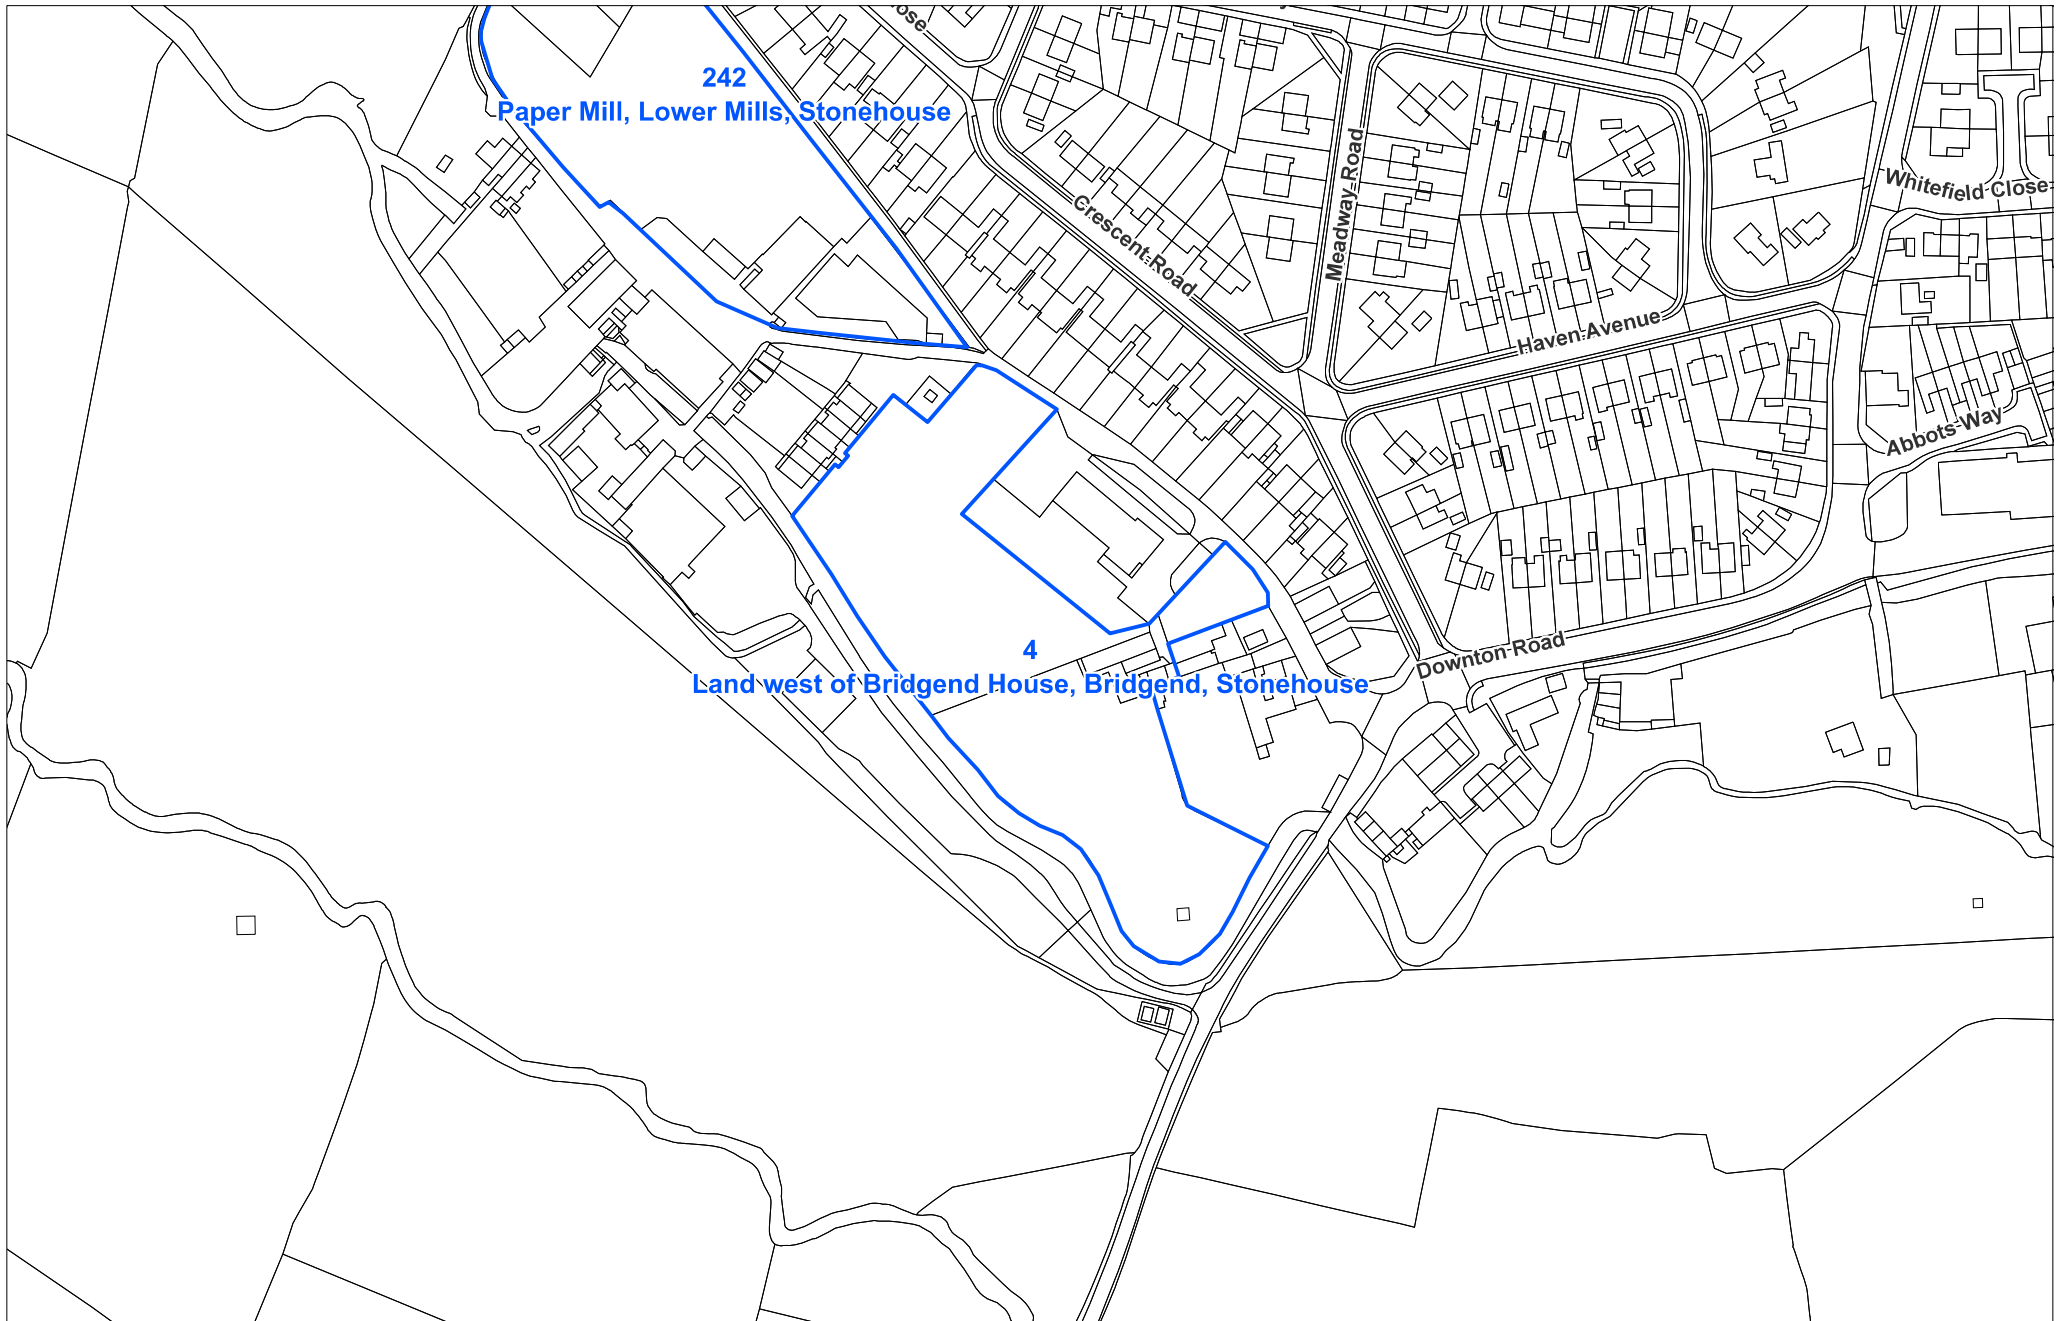 242
Paper Mill, Lower Mills, Stonehouse
Crescent Road
Meadway Road
Whitefield Close
Haven Avenue
Abbots Way
4
Land west of Bridgend House, Bridgend, Stonehouse
Downton Road